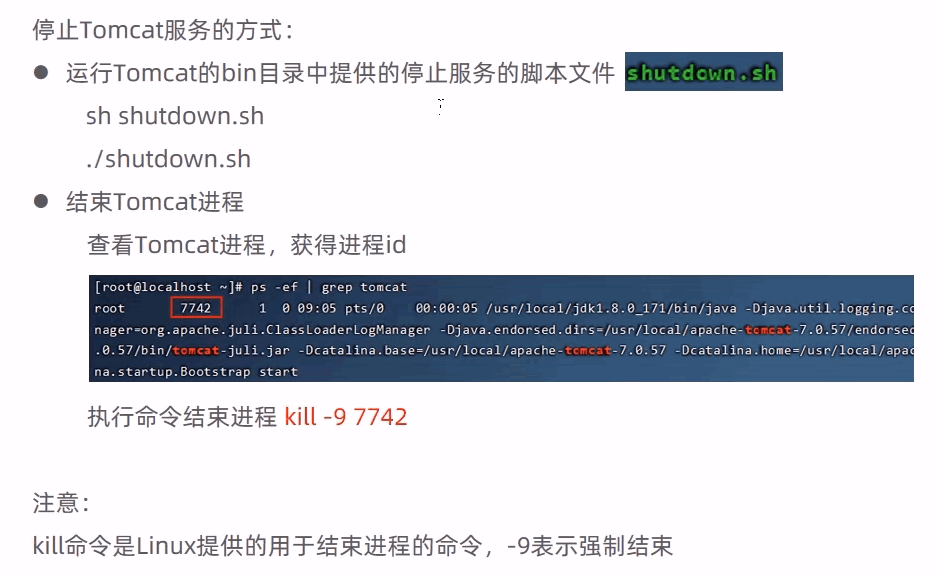 停止Tomcat服务的方式：
● 运行Tomcat的bin目录中提供的停止服务的脚本文件 shutdown.sh
sh shutdown.sh
./shutdown.sh
● 结束Tomcat进程
查看Tomcat进程，获得进程id
[root@localhost ~]# ps -ef | grep tomcat
root 7742 1 0 09:05 pts/0 00:00:05 /usr/local/jdk1.8.0_171/bin/java -Djava.util.logging.co
nager=org.apache.juli.ClassLoaderLogManager -Djava.endorsed.dirs=/usr/local/apache-tomcat-7.0.57/endorsed
.0.57/bin/tomcat-juli.jar -Dcatalina.base=/usr/local/apache-tomcat-7.0.57 -Dcatalina.home=/usr/local/apac
na.startup.Bootstrap start
执行命令结束进程 kill -9 7742
注意：
kill命令是Linux提供的用于结束进程的命令，-9表示强制结束